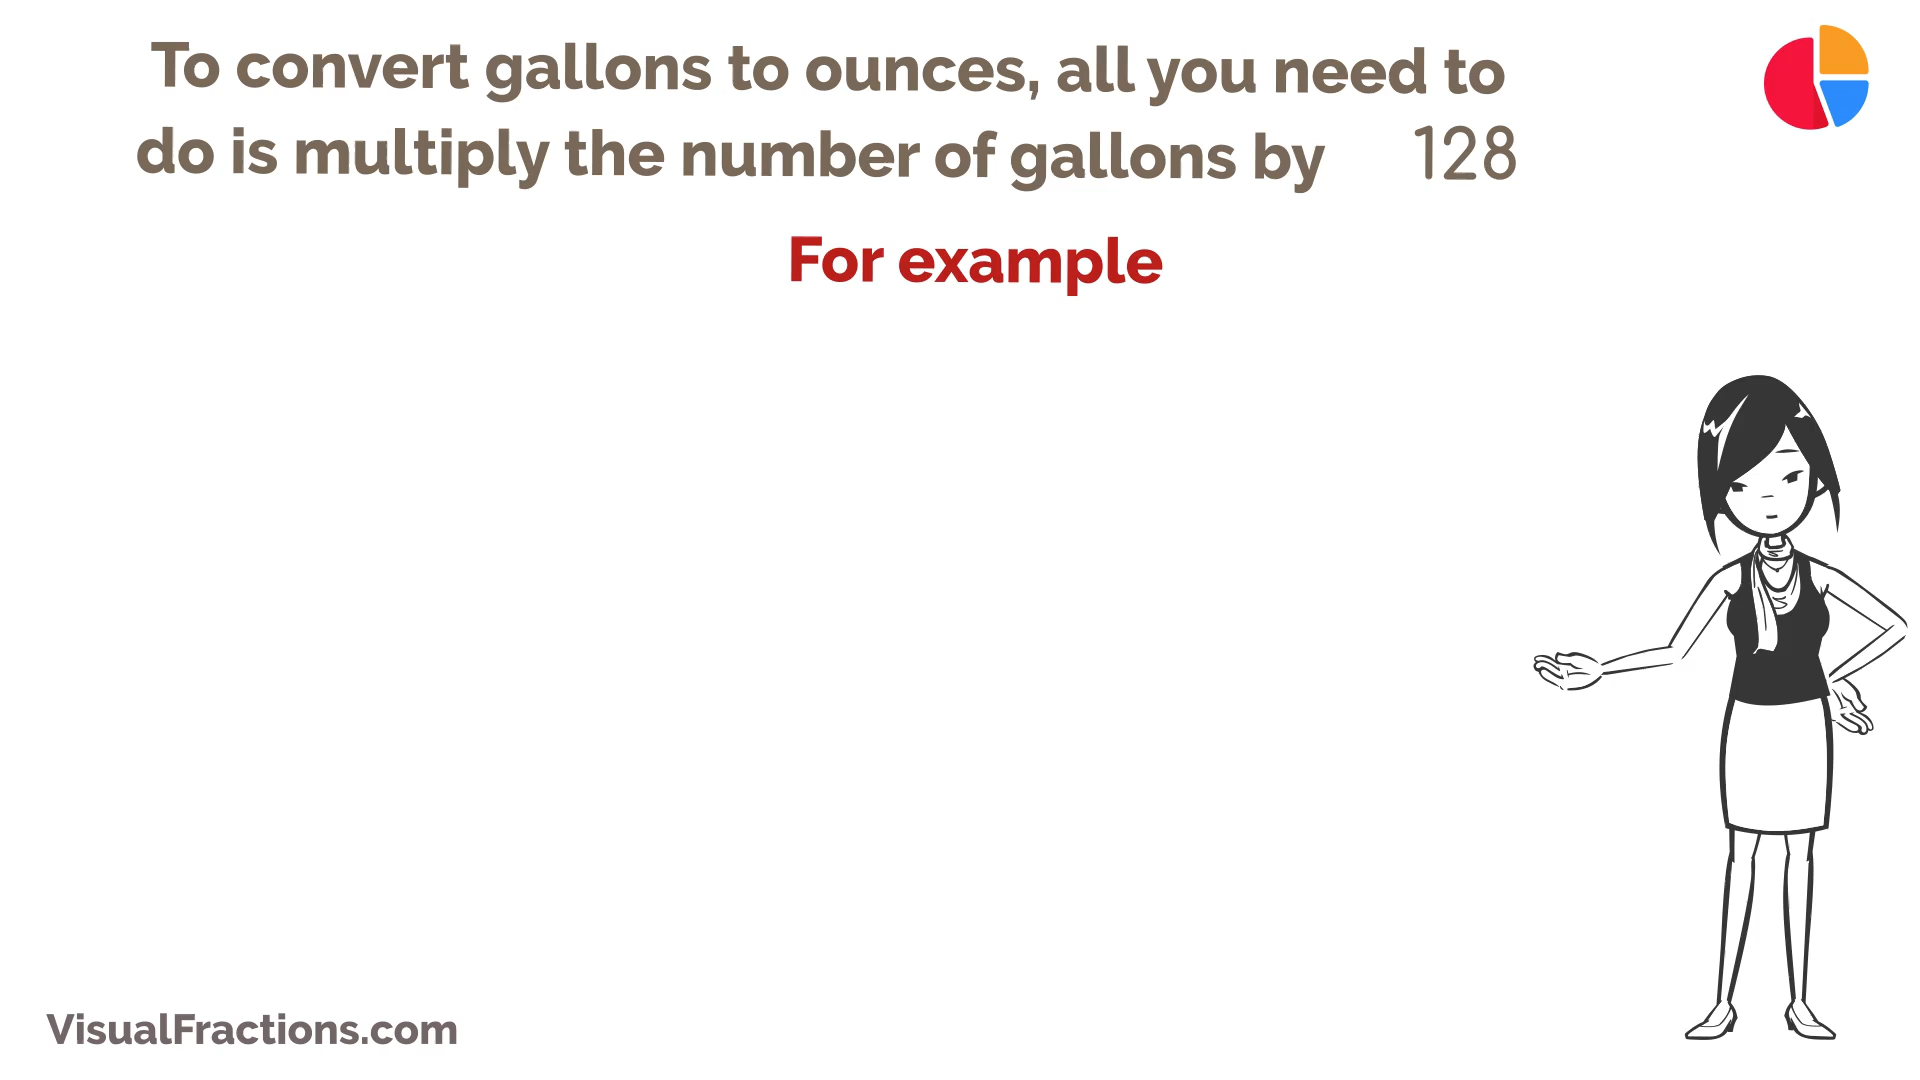 To convert gallons to ounces, all you need to
do is multiply the number of gallons by 128
For example
VisualFractions.com